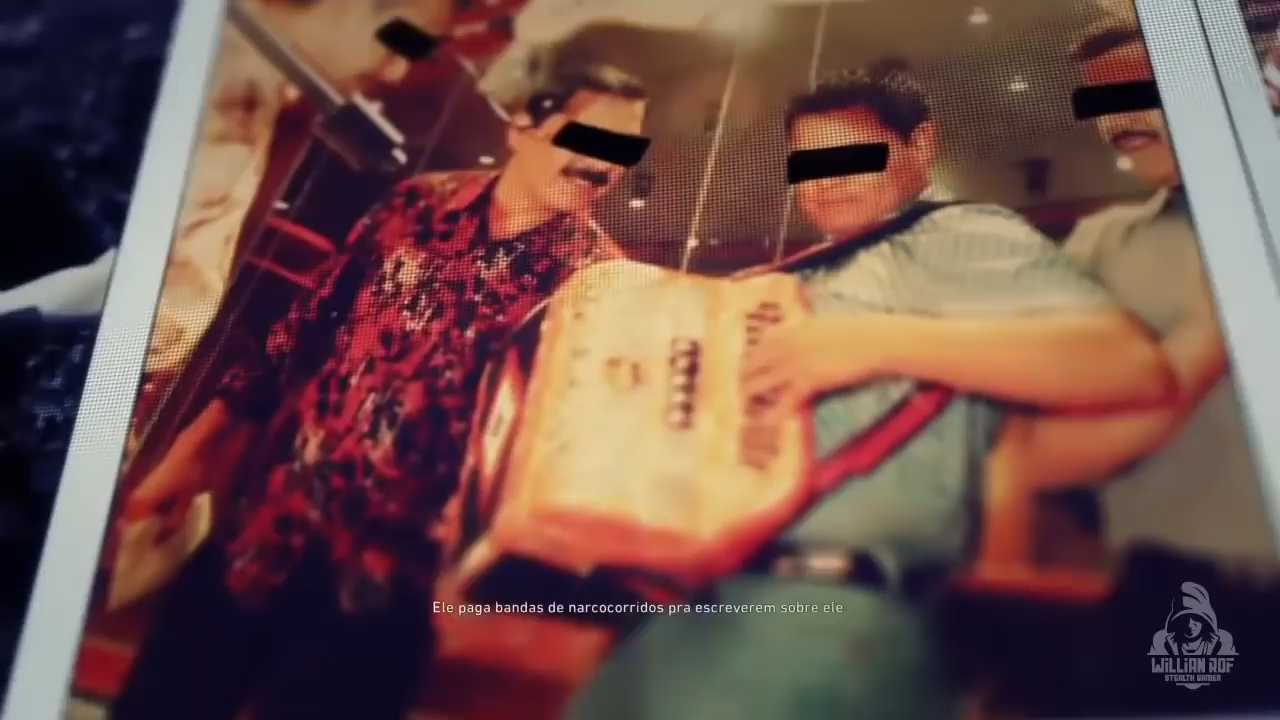 Ele paga bandas de narcocorridos pra escreverem sobre ele
WILLIAN ROF
STEALTH GAMER